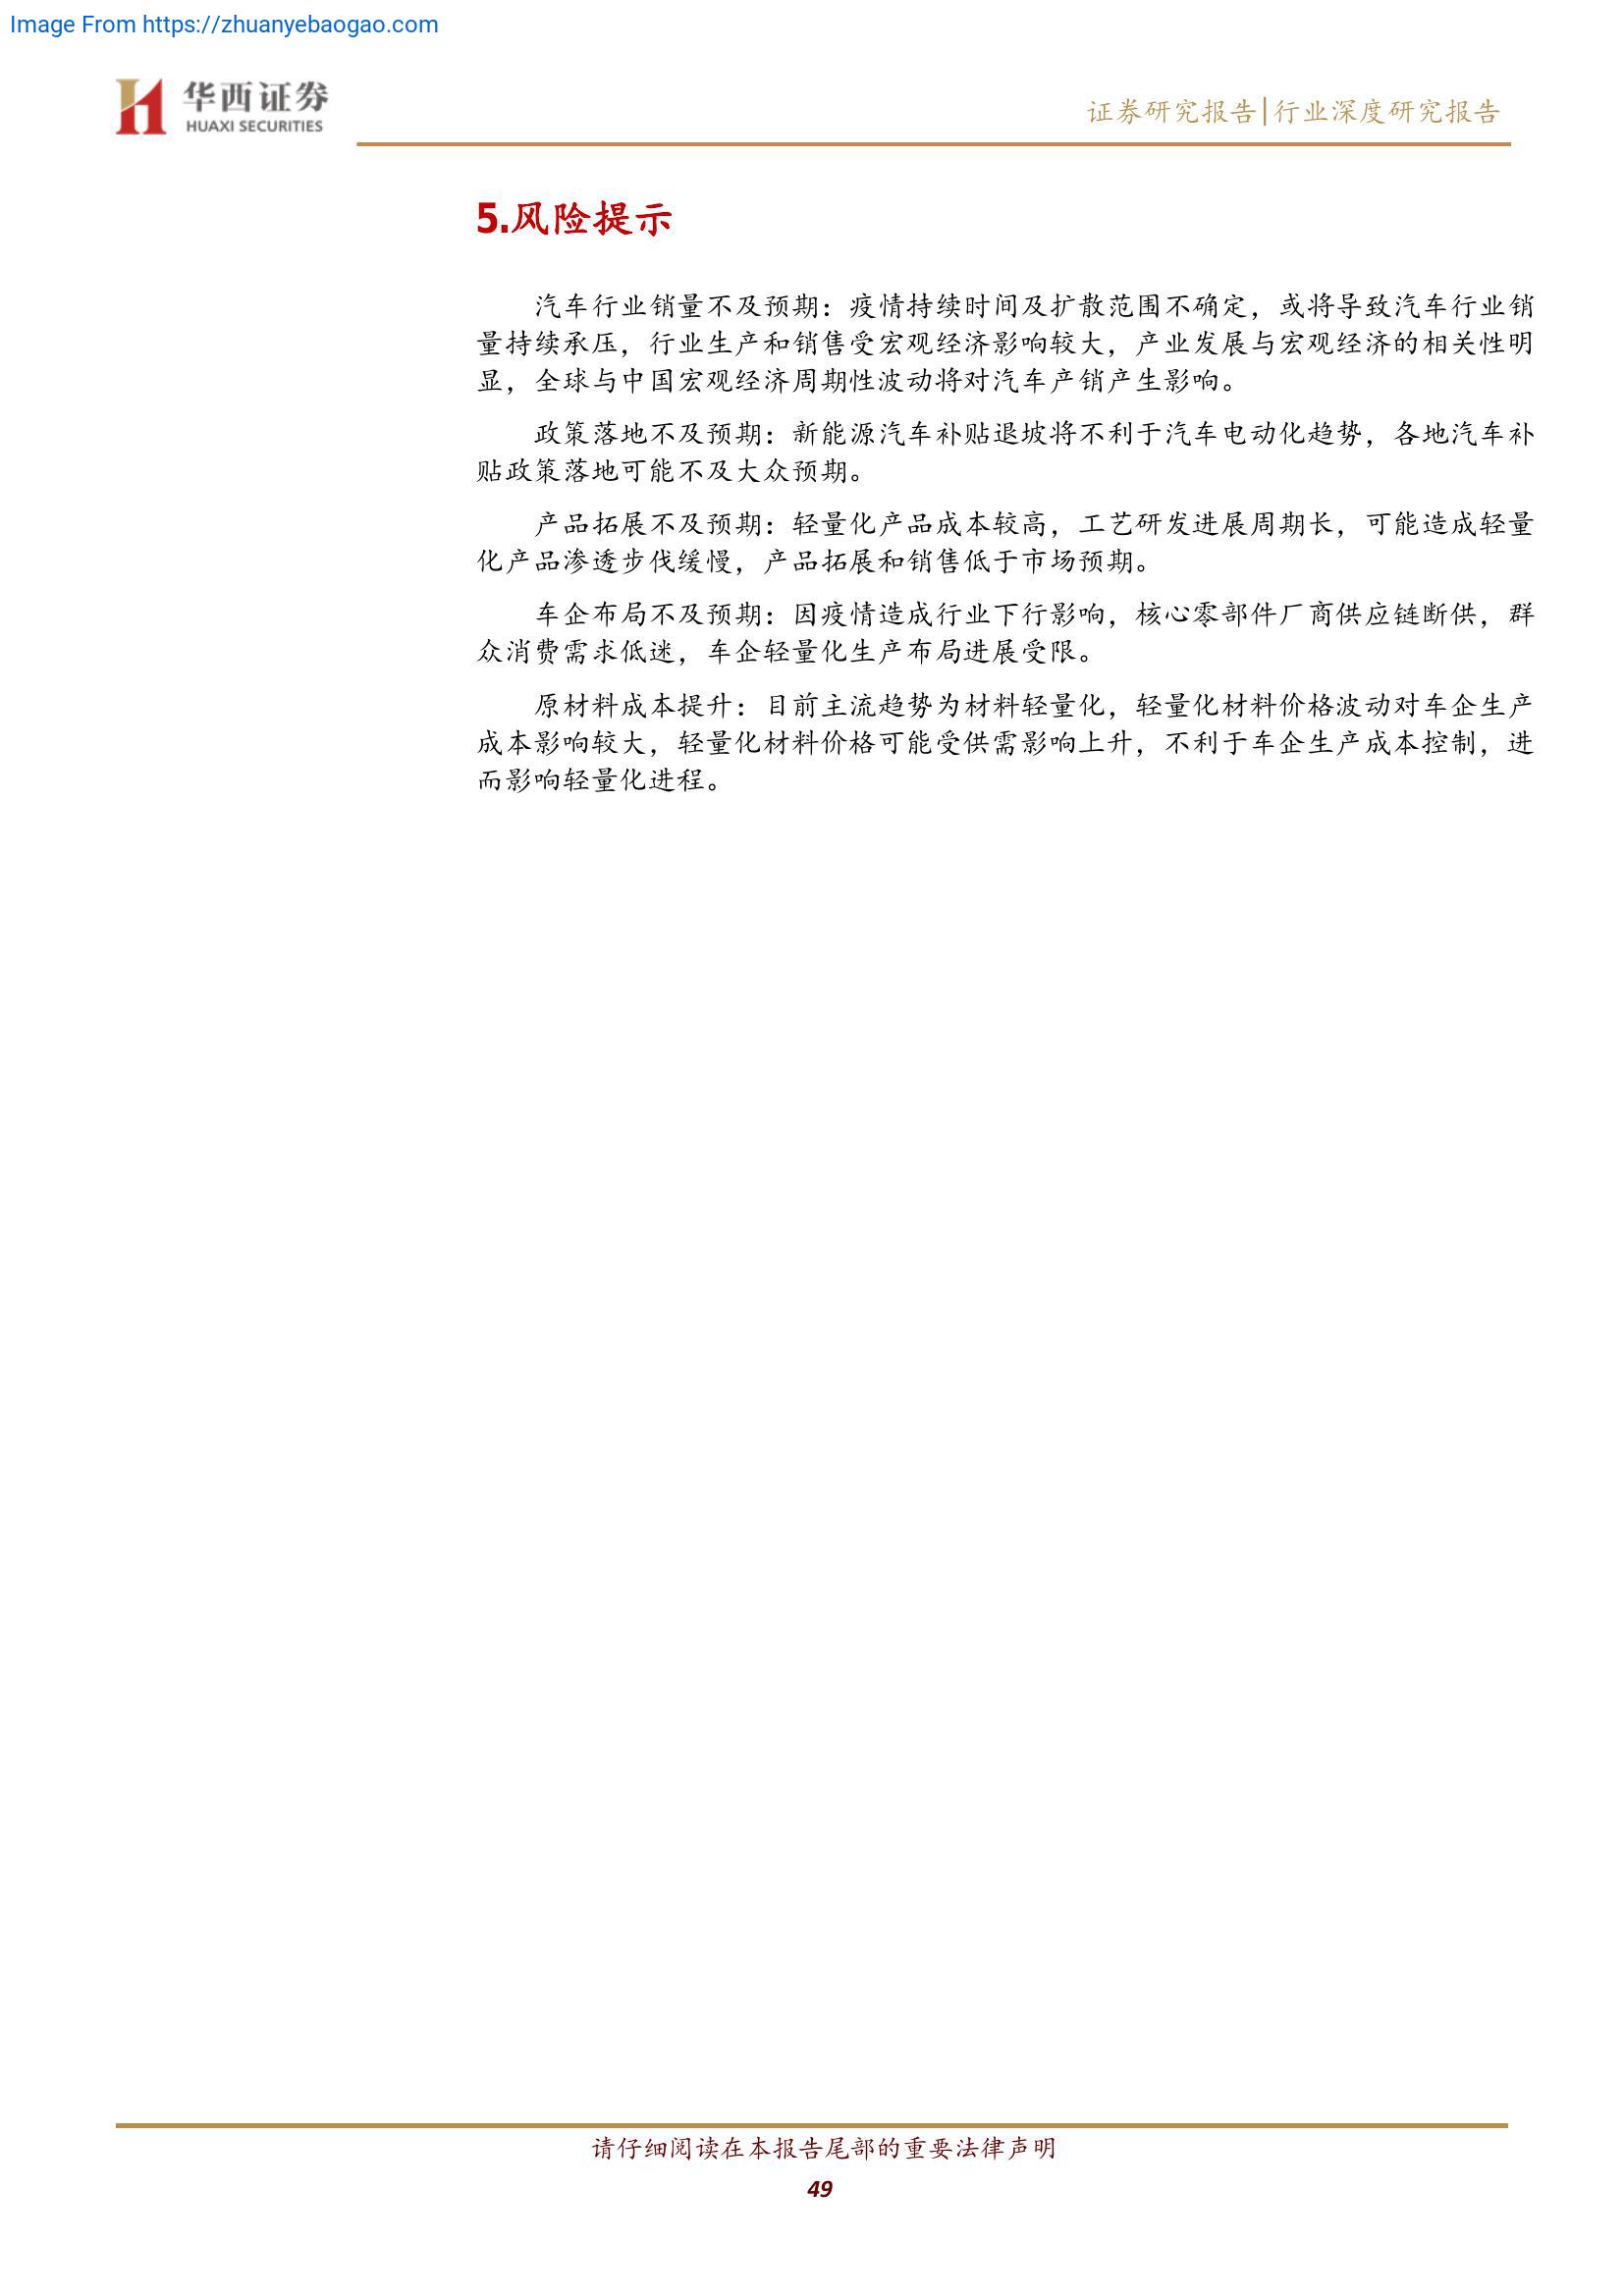 Image From https://zhuanyebaogao.com
华西证券
HUAXI SECURITIES
证券研究报告|行业深度研究报告
5.风险提示
汽车行业销量不及预期：疫情持续时间及扩散范围不确定，或将导致汽车行业销
量持续承压，行业生产和销售受宏观经济影响较大，产业发展与宏观经济的相关性明
显，全球与中国宏观经济周期性波动将对汽车产销产生影响。
政策落地不及预期：新能源汽车补贴退坡将不利于汽车电动化趋势，各地汽车补
贴政策落地可能不及大众预期。
产品拓展不及预期：轻量化产品成本较高，工艺研发进展周期长，可能造成轻量
化产品渗透步伐缓慢，产品拓展和销售低于市场预期。
车企布局不及预期：因疫情造成行业下行影响，核心零部件厂商供应链断供，群
众消费需求低迷，车企轻量化生产布局进展受限。
原材料成本提升：目前主流趋势为材料轻量化，轻量化材料价格波动对车企生产
成本影响较大，轻量化材料价格可能受供需影响上升，不利于车企生产成本控制，进
而影响轻量化进程。
请仔细阅读在本报告尾部的重要法律声明
49